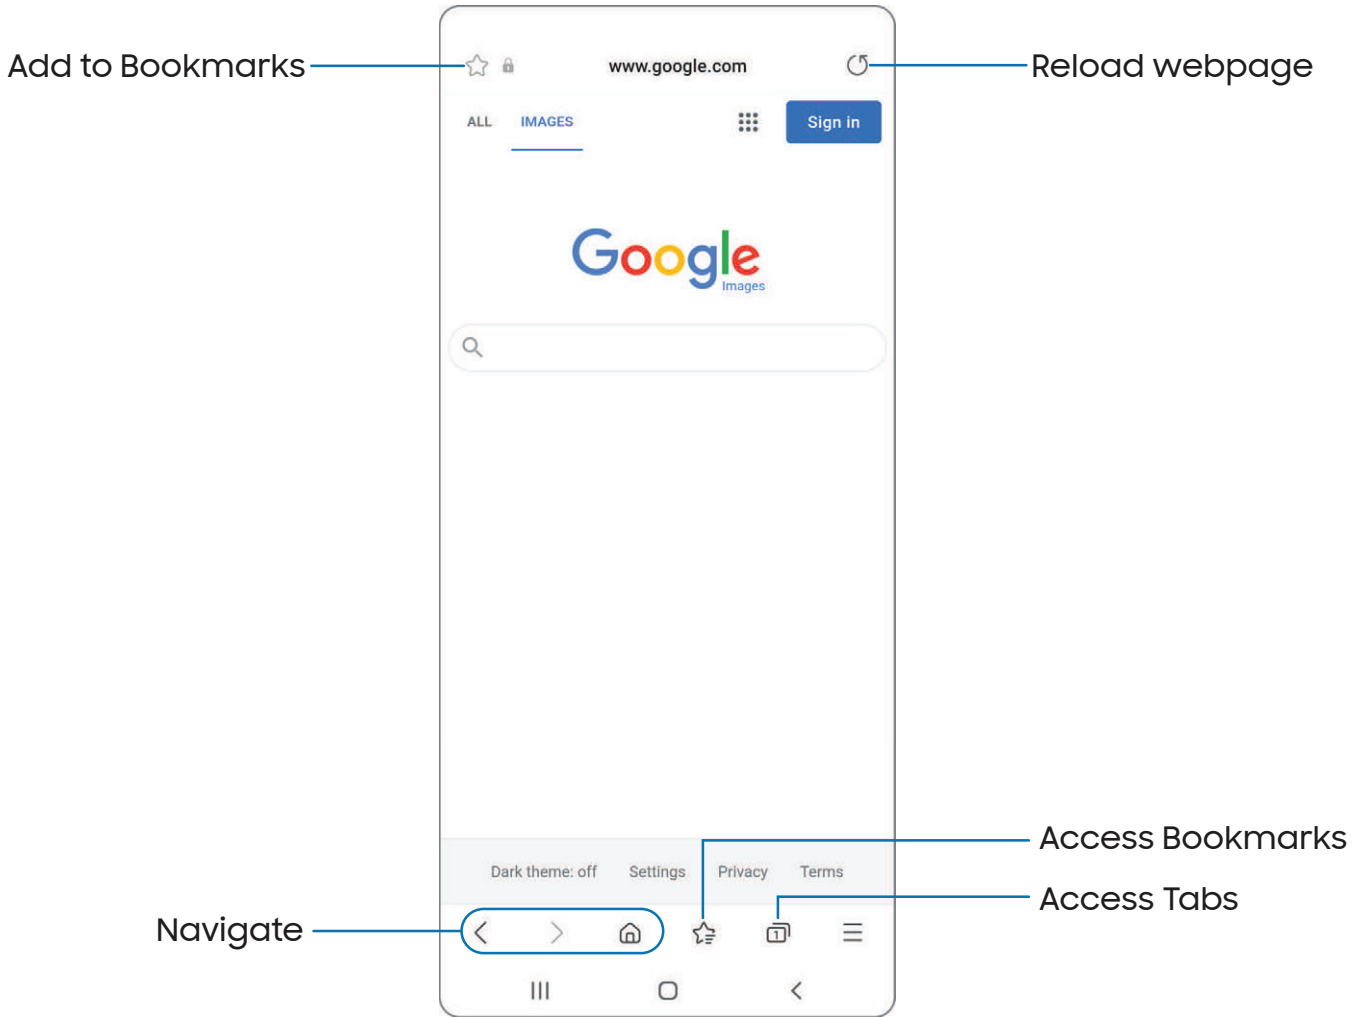 Add to Bookmarks
www.google.com
Reload webpage
ALL IMAGES Sign in
Google
Images
Access Bookmarks
Dark theme: off Settings Privacy Terms
Access Tabs
Navigate
1